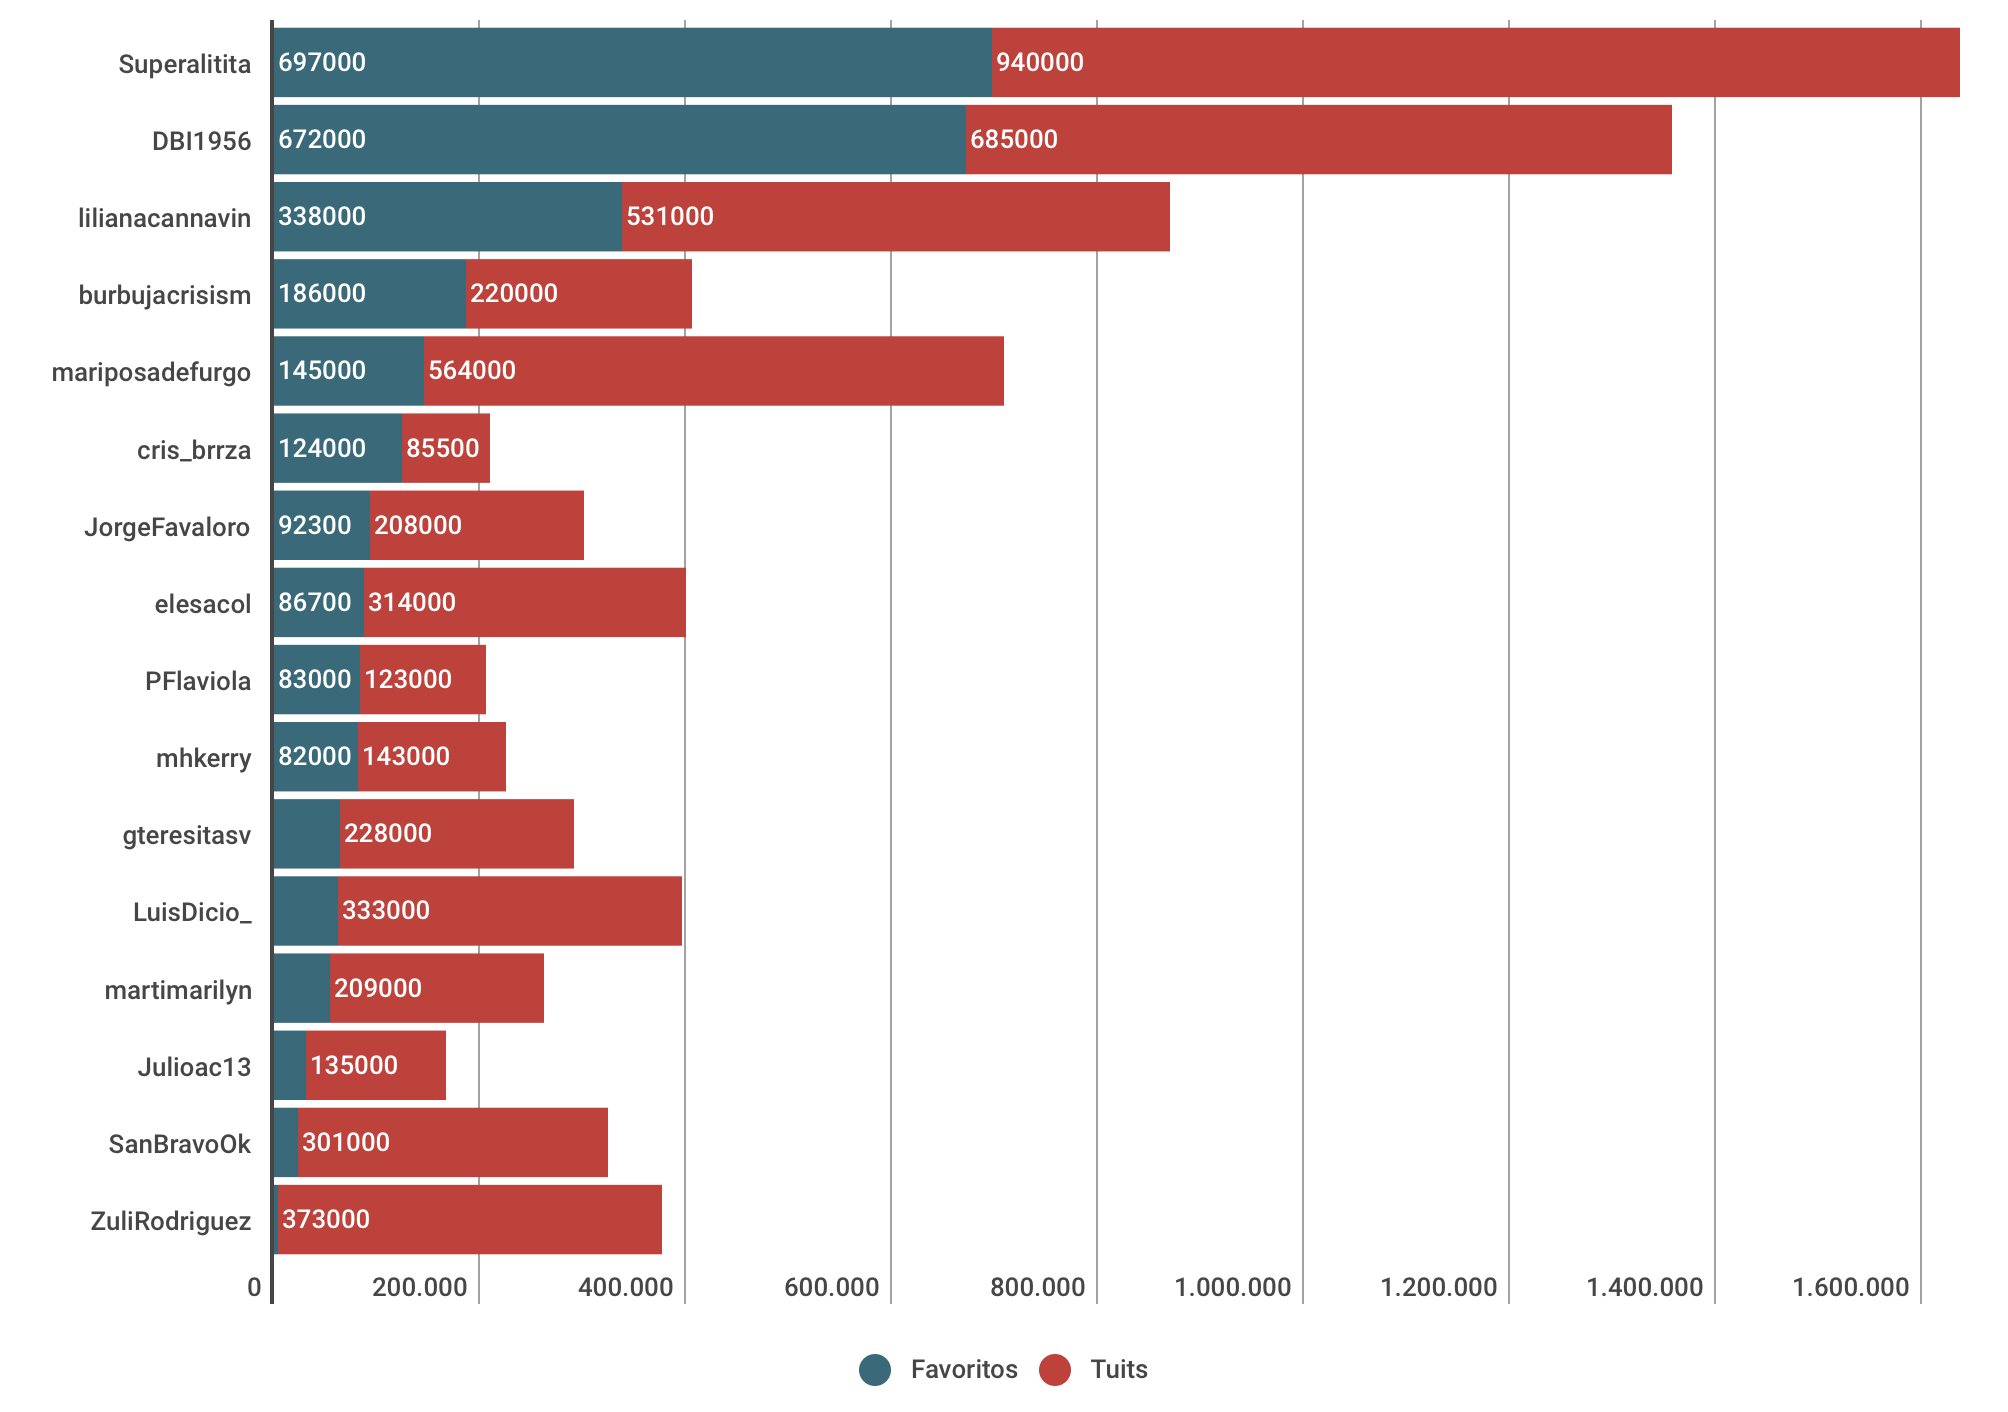 Superalitita 697000 940000
DBI1956 672000 685000
lilianacannavin 338000 531000
burbujacrisism 186000 220000
mariposadefurgo 145000 564000
cris_brrza 124000 85500
JorgeFavaloro 92300 208000
elesacol 86700 314000
PFlaviola 83000 123000
mhkerry 82000 143000
gteresitasv 228000
LuisDicio_ 333000
martimarilyn 209000
Julioac13 135000
SanBravoOk 301000
ZuliRodriguez 373000
0 200.000 400.000 600.000 800.000 1.000.000 1.200.000 1.400.000 1.600.000
Favoritos Tuits